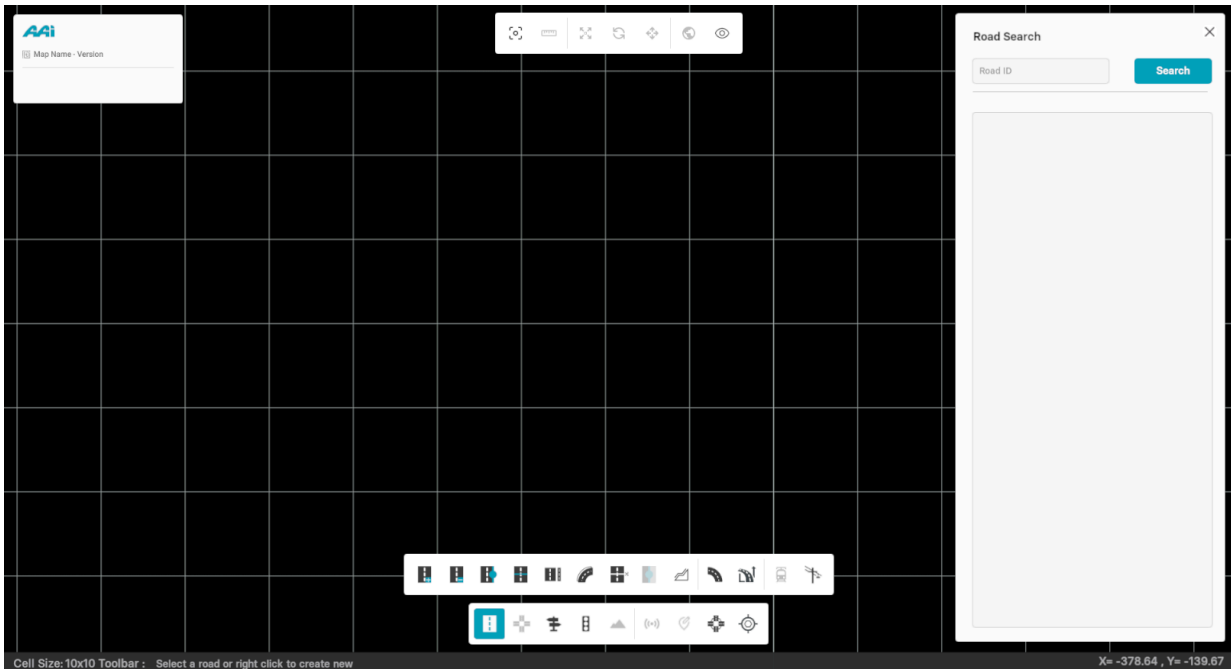 AAi
Map Name - Version
Road Search
Road ID
Search
Cell Size: 10x10 Toolbar : Select a road or right click to create new
X= -378.64 , Y= -139.67